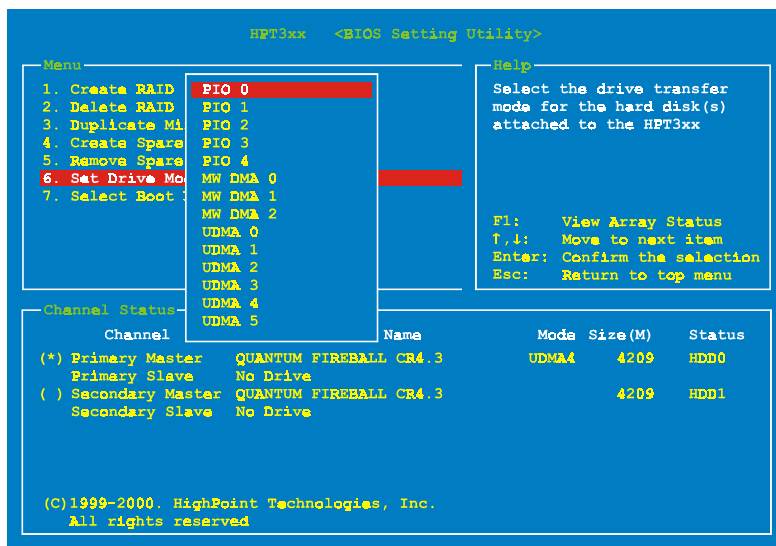 HPT3xx <BIOS Setting Utility>
Menu
1. Create RAID
2. Delete RAID
3. Duplicate Mi
4. Create Spare
5. Remove Spare
6. Set Drive Mo
7. Select Boot
PIO 0
PIO 1
PIO 2
PIO 3
PIO 4
MW DMA 0
MW DMA 1
MW DMA 2
UDMA 0
UDMA 1
UDMA 2
UDMA 3
UDMA 4
UDMA 5
Help
Select the drive transfer
mode for the hard disk(s)
attached to the HPT3xx
F1: View Array Status
↑,↓: Move to next item
Enter: Confirm the selection
Esc: Return to top menu
Channel Status
Channel Name Mode Size(M) Status
(*) Primary Master QUANTUM FIREBALL CR4.3 UDMA4 4209 HDD0
Primary Slave No Drive
( ) Secondary Master QUANTUM FIREBALL CR4.3 4209 HDD1
Secondary Slave No Drive
(C)1999-2000. HighPoint Technologies, Inc.
All rights reserved